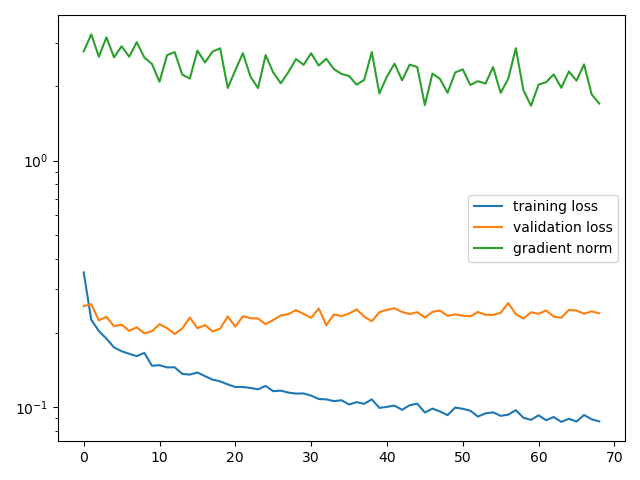 10⁰
10⁻¹
training loss
validation loss
gradient norm
0 10 20 30 40 50 60 70